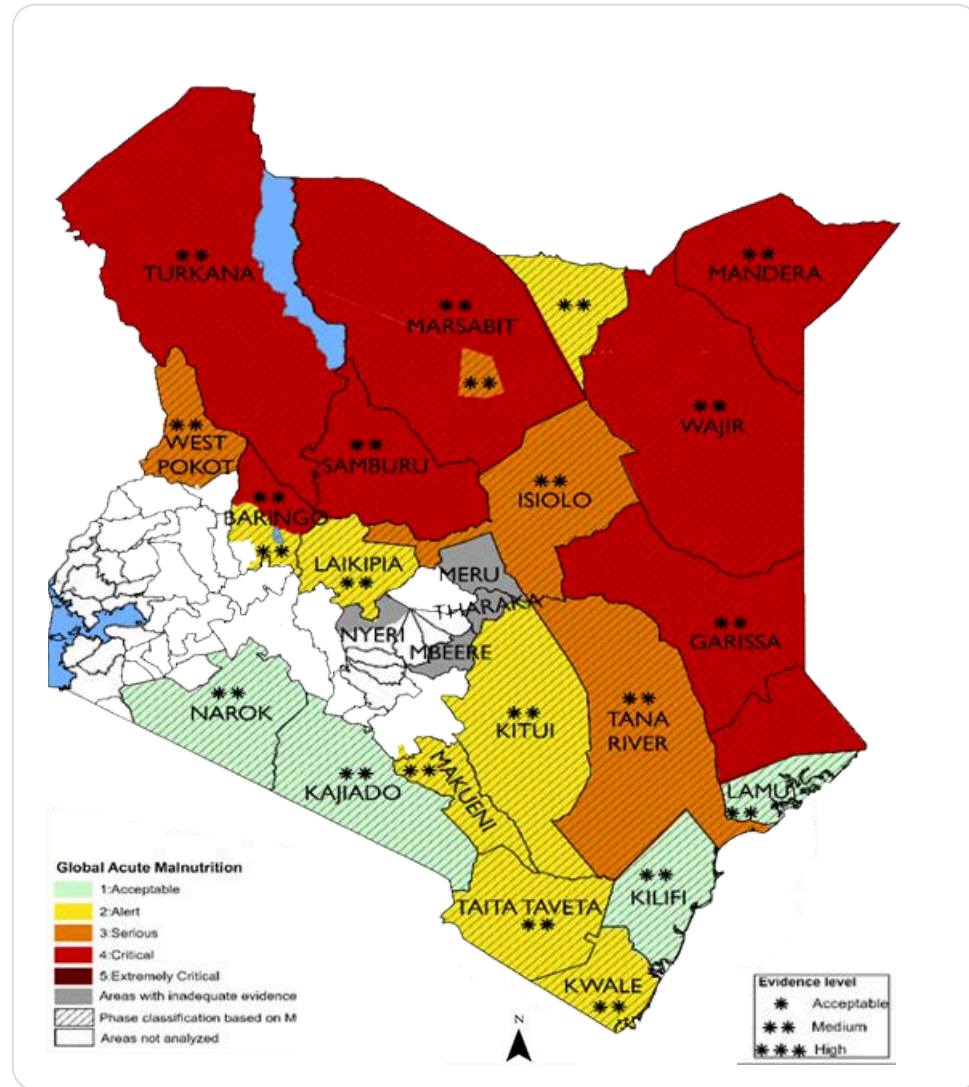 ** **
TURKANA MANDERA
** **
MARSABIT
**
**
** WAJIR
WEST
POKOT
**
SAMBURU
**
ISIOLO
**
BARINGO
**
LAIKIPIA
**
MERU
THARAKA
NYERI
MBEERE
**
GARISSA
**
NAROK
**
KITUI
**
TANA
RIVER
**
KAJIADO
**
MAKUENI
LAMU
**
**
KILIFI
TAITA TAVETA
**
KWALE
**
Global Acute Malnutrition
1:Acceptable
2:Alert
3:Serious
4:Critical
5:Extremely Critical
Areas with inadequate evidence
Phase classification based on M
Areas not analyzed
N
Evidence level
* Acceptable
** Medium
*** High